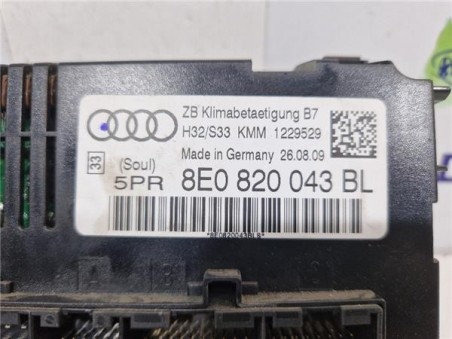 ZB Klimabetaetigung B7
H32/S33 KMM 1229529
Made in Germany 26.08.09
33 (Soul)
5PR 8E0 820 043 BL
*8E0820043BL*
A B C